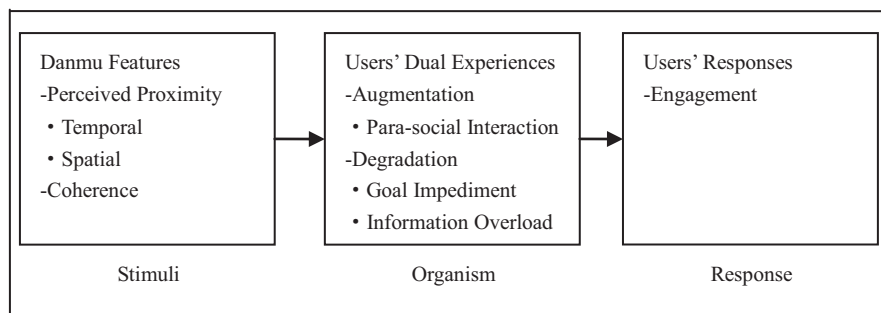 Danmu Features
-Perceived Proximity
・Temporal
・Spatial
-Coherence
Stimuli
Users' Dual Experiences
-Augmentation
・Para-social Interaction
-Degradation
・Goal Impediment
・Information Overload
Organism
Users' Responses
-Engagement
Response